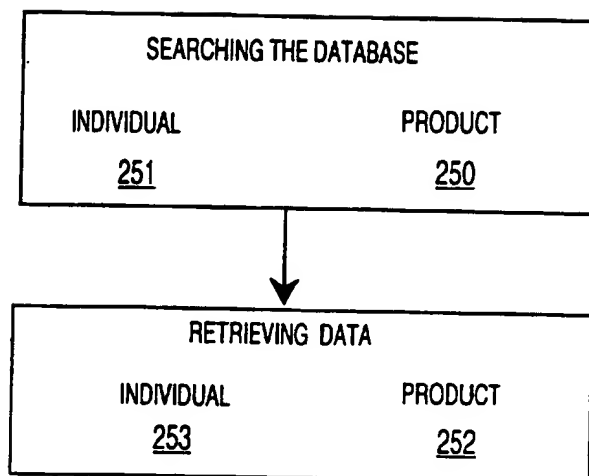 SEARCHING THE DATABASE
INDIVIDUAL PRODUCT
251 250
RETRIEVING DATA
INDIVIDUAL PRODUCT
253 252